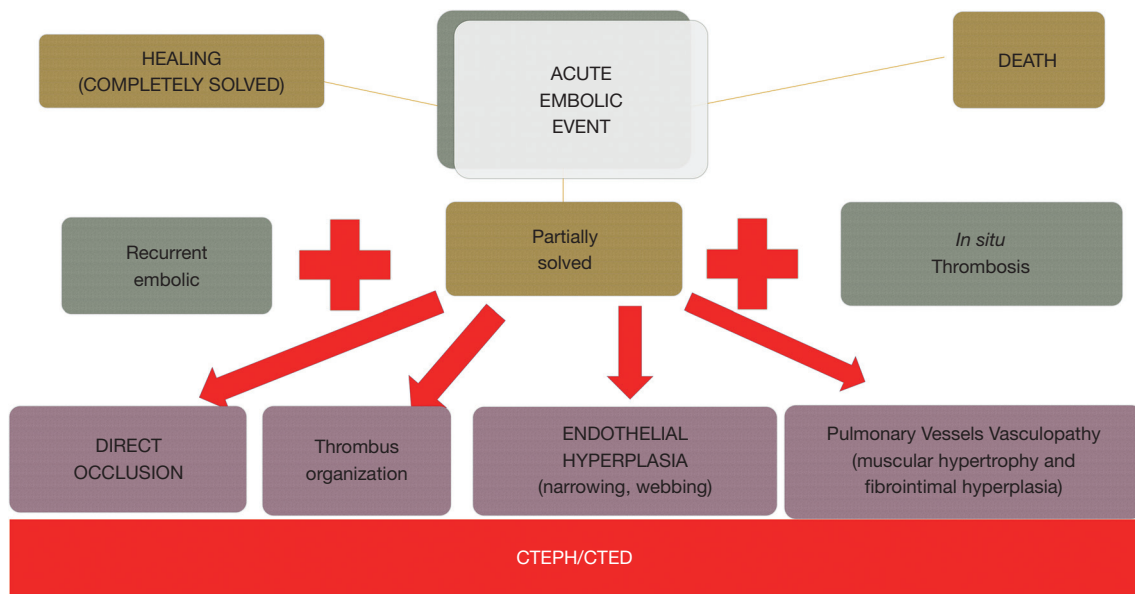 HEALING
(COMPLETELY SOLVED)
ACUTE
EMBOLIC
EVENT
DEATH
Recurrent
embolic
Partially
solved
In situ
Thrombosis
DIRECT
OCCLUSION
Thrombus
organization
ENDOTHELIAL
HYPERPLASIA
(narrowing, webbing)
Pulmonary Vessels Vasculopathy
(muscular hypertrophy and
fibrointimal hyperplasia)
CTEPH/CTED